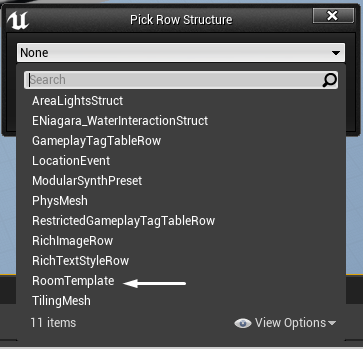 Pick Row Structure
None
Search
AreaLightsStruct
ENiagara_WaterInteractionStruct
GameplayTagTableRow
LocationEvent
ModularSynthPreset
PhysMesh
RestrictedGameplayTagTableRow
RichImageRow
RichTextStyleRow
RoomTemplate
TilingMesh
11 items View Options